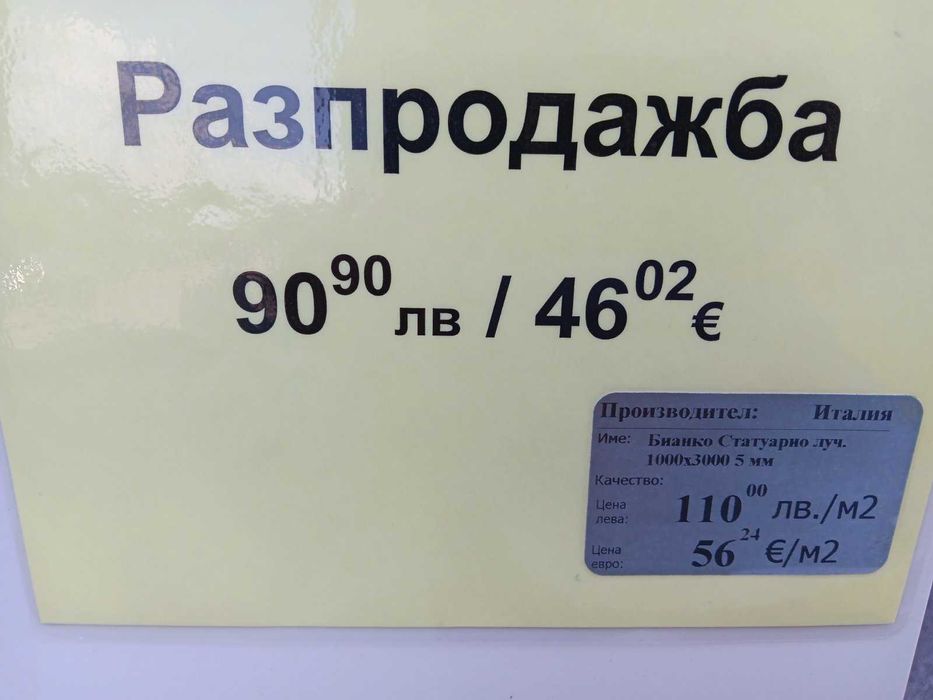 Разпродажба
90⁹⁰ лв / 46⁰² €
Производител: Италия
Име: Бианко Статуарно луч.
1000x3000 5 мм
Качество:
Цена лева: 110⁰⁰ лв./м2
Цена евро: 56²⁴ €/м2